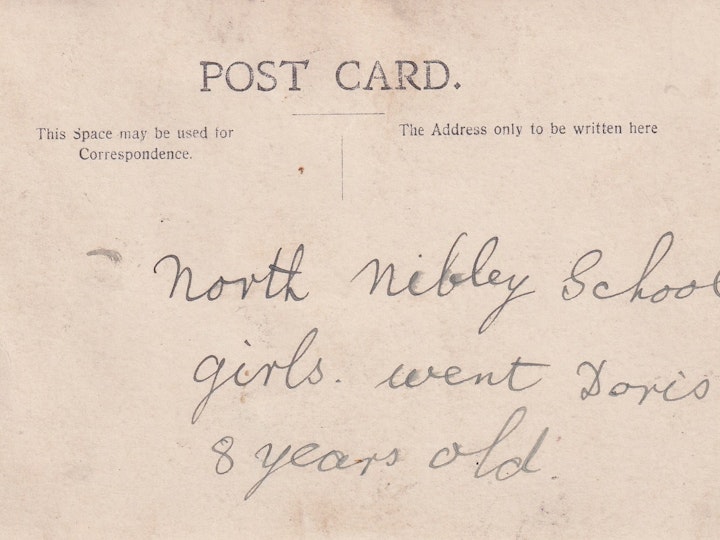 POST CARD.
This Space may be used for
Correspondence.
The Address only to be written here
North Nibley School
girls. went Doris
8 years old.